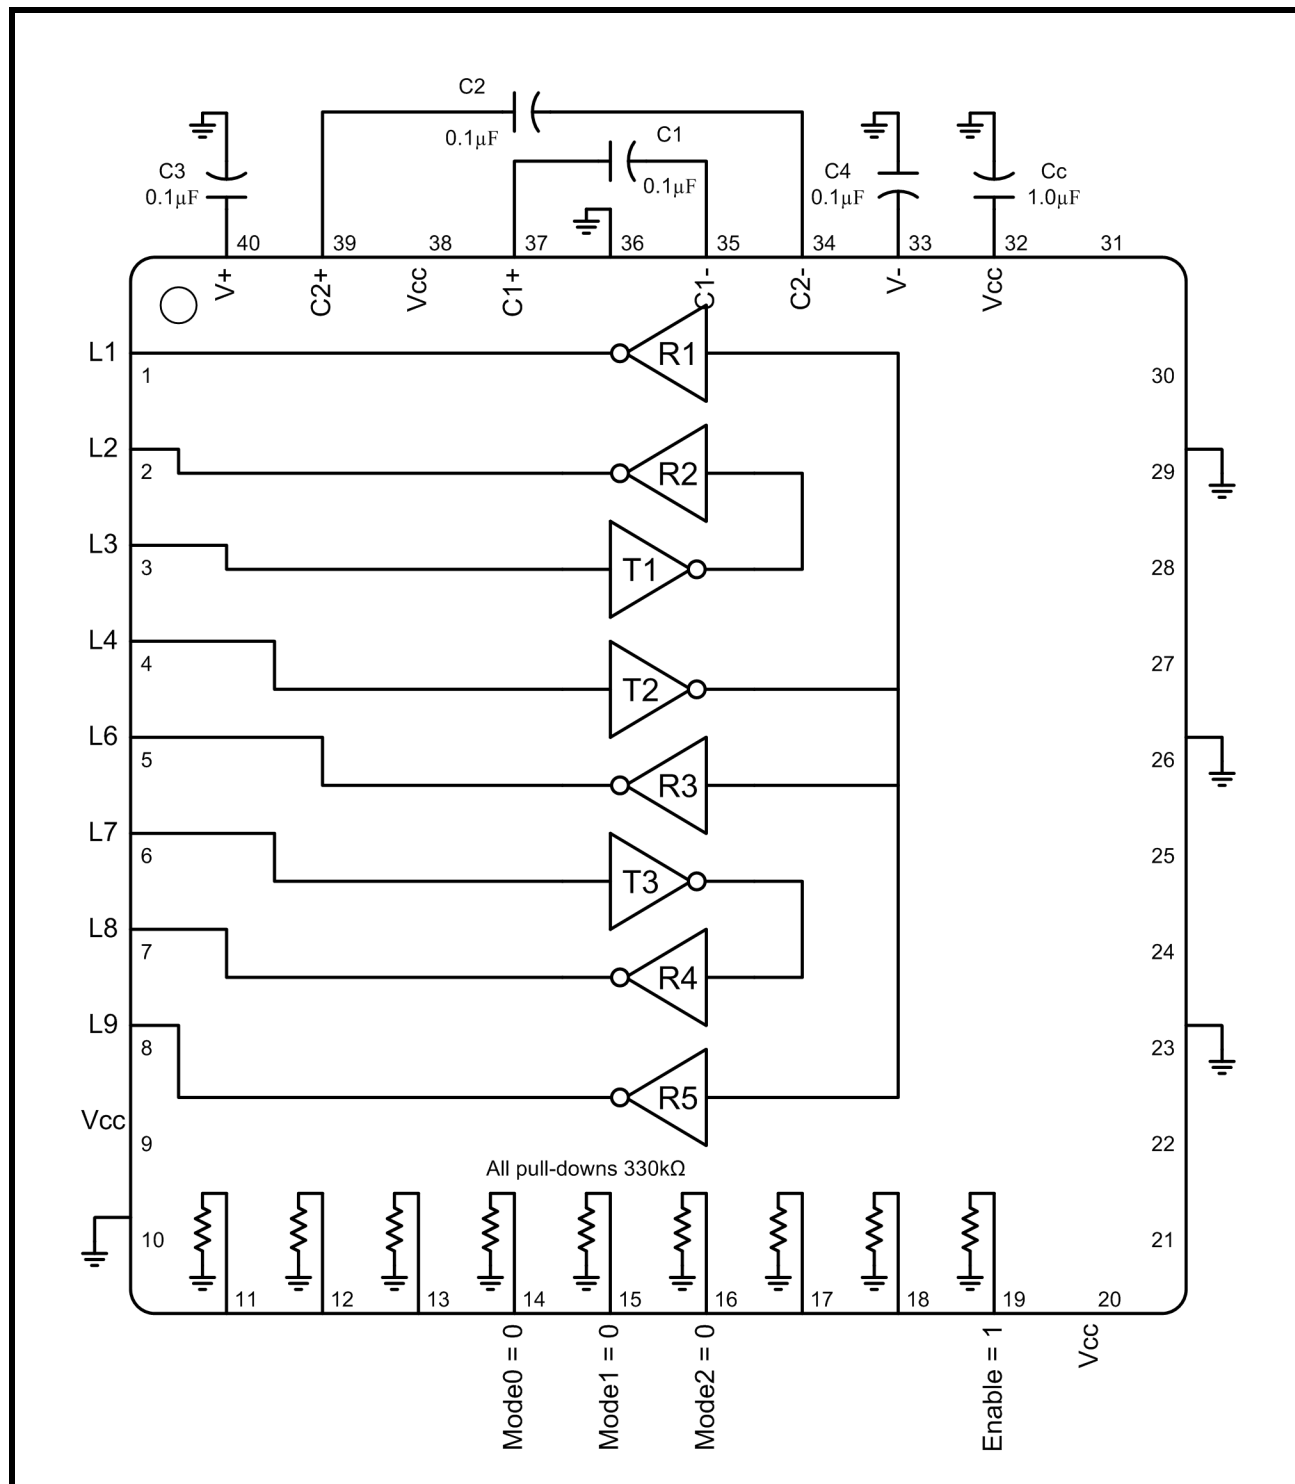 C2
0.1µF
C1
0.1µF
C3
0.1µF
C4
0.1µF
Cc
1.0µF
40 39 38 37 36 35 34 33 32 31
V+ C2+ Vcc C1+ C1- C2- V- Vcc
L1
R1
1 30
L2
R2
2 29
L3
T1
3 28
L4
T2
4 27
L6
R3
5 26
L7
T3
6 25
L8
R4
7 24
L9
R5
8 23
Vcc
9 22
All pull-downs 330kΩ
10 21
11 12 13 14 15 16 17 18 19 20
Mode0 = 0
Mode1 = 0
Mode2 = 0
Enable = 1
Vcc